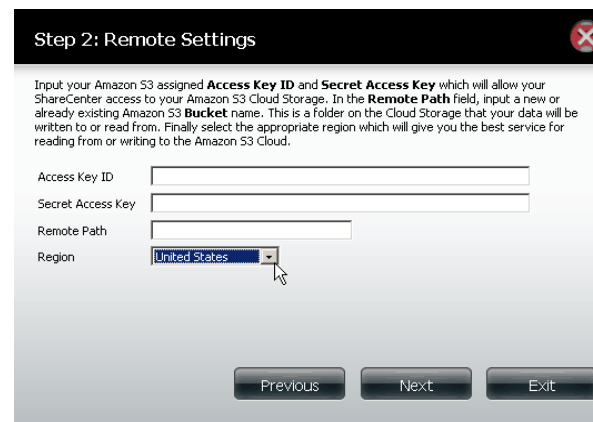 Step 2: Remote Settings
Input your Amazon S3 assigned Access Key ID and Secret Access Key which will allow your
ShareCenter access to your Amazon S3 Cloud Storage. In the Remote Path field, input a new or
already existing Amazon S3 Bucket name. This is a folder on the Cloud Storage that your data will be
written to or read from. Finally select the appropriate region which will give you the best service for
reading from or writing to the Amazon S3 Cloud.
Access Key ID
Secret Access Key
Remote Path
Region United States
Previous Next Exit